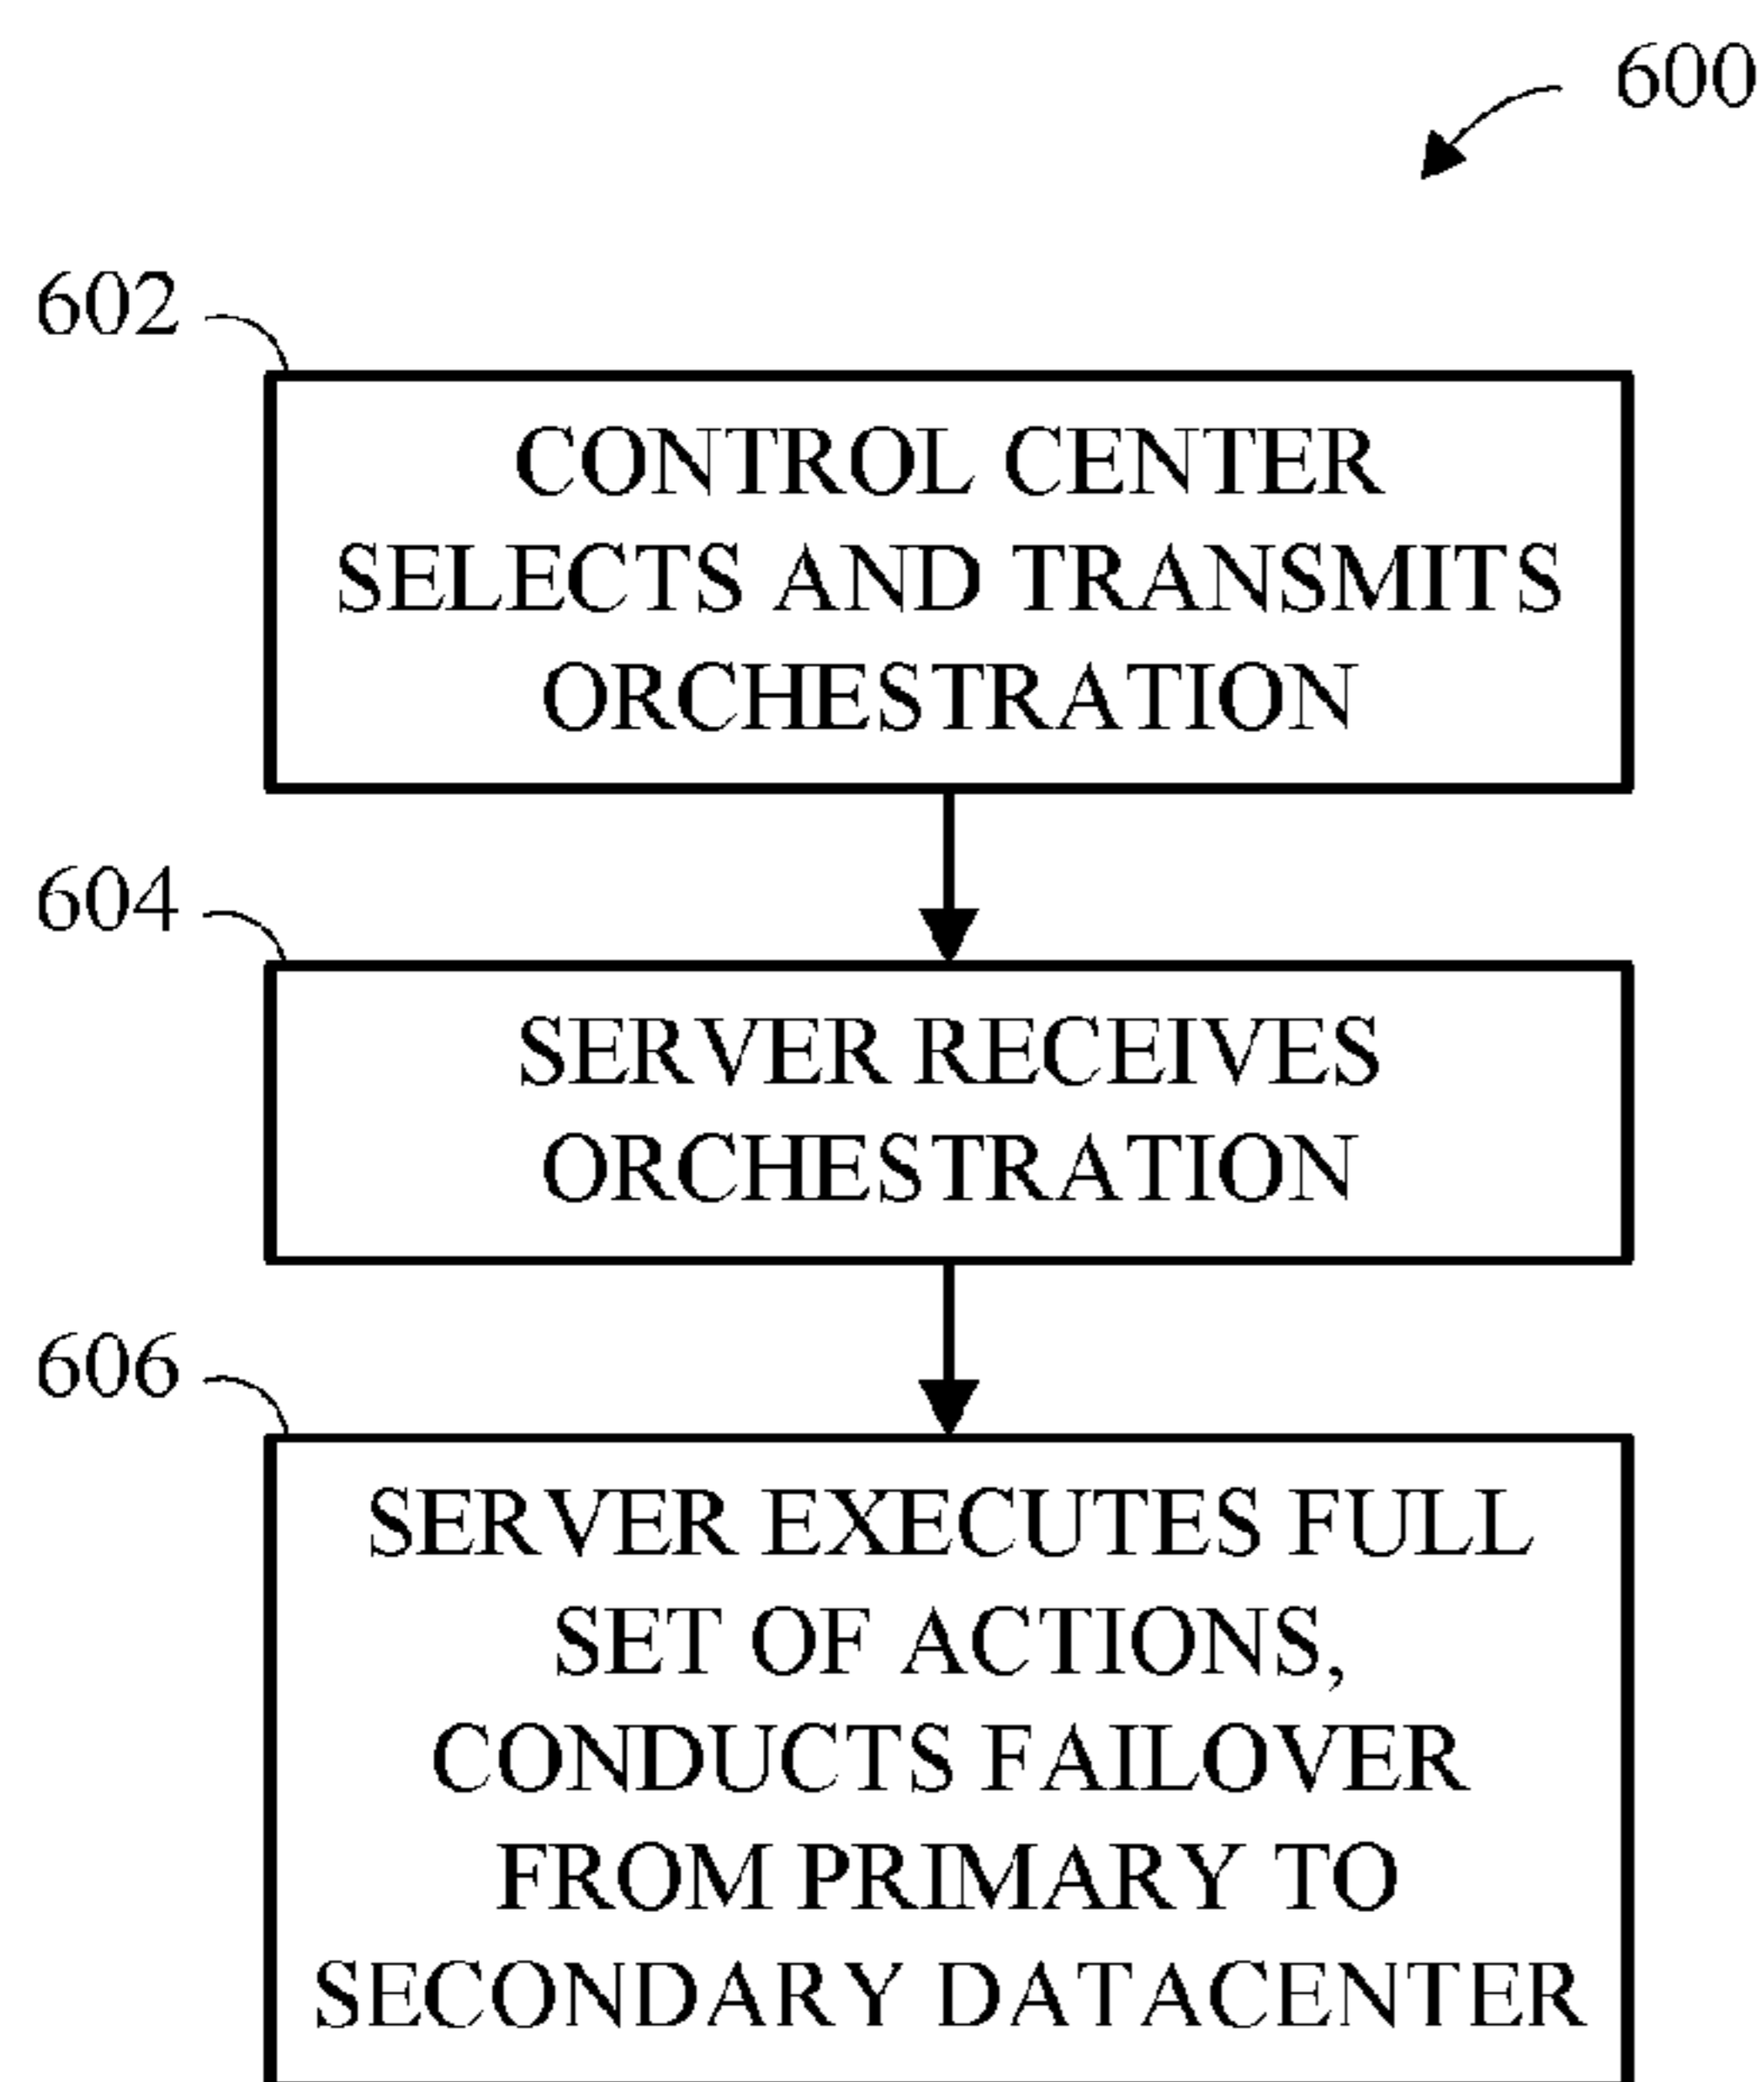 600
602
CONTROL CENTER
SELECTS AND TRANSMITS
ORCHESTRATION
604
SERVER RECEIVES
ORCHESTRATION
606
SERVER EXECUTES FULL
SET OF ACTIONS,
CONDUCTS FAILOVER
FROM PRIMARY TO
SECONDARY DATACENTER